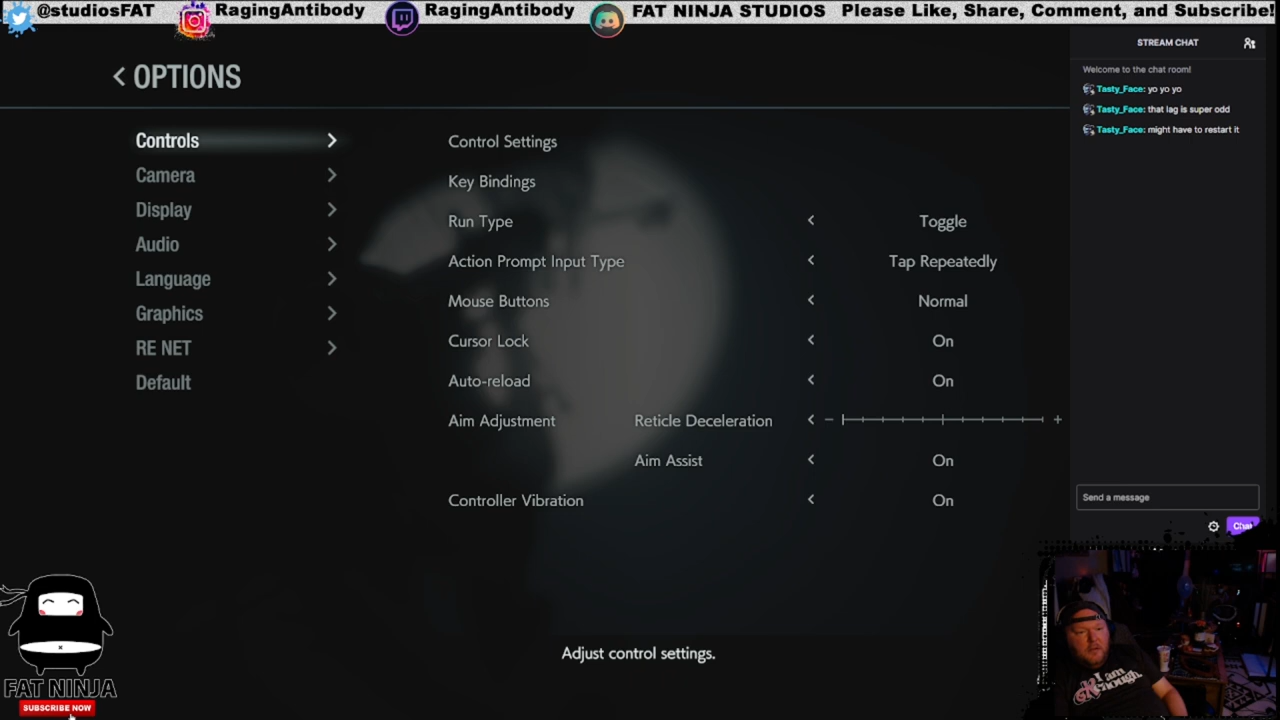 @studiosFAT RagingAntibody RagingAntibody FAT NINJA STUDIOS Please Like, Share, Comment, and Subscribe!
OPTIONS
Controls
Camera
Display
Audio
Language
Graphics
RE NET
Default
Control Settings
Key Bindings
Run Type Toggle
Action Prompt Input Type Tap Repeatedly
Mouse Buttons Normal
Cursor Lock On
Auto-reload On
Aim Adjustment Reticle Deceleration
Aim Assist On
Controller Vibration On
Adjust control settings.
STREAM CHAT
Welcome to the chat room!
Tasty_Face: yo yo yo
Tasty_Face: that lag is super odd
Tasty_Face: might have to restart it
Send a message
Chat
FAT NINJA
SUBSCRIBE NOW
I am
Kenough.